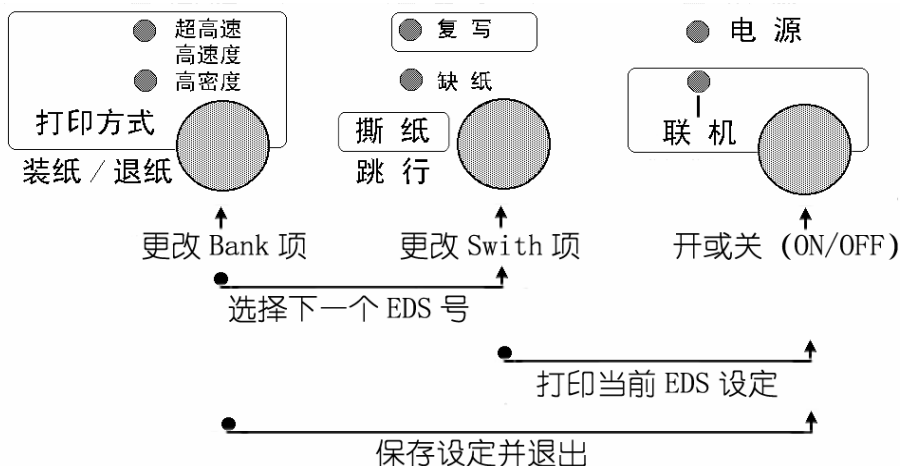 超高速
高速度
高密度
打印方式
装纸/退纸
复 写
缺 纸
撕 纸
跳 行
电 源
联 机
更改 Bank 项
更改 Swith 项
开或关 (ON/OFF)
选择下一个 EDS 号
打印当前 EDS 设定
保存设定并退出